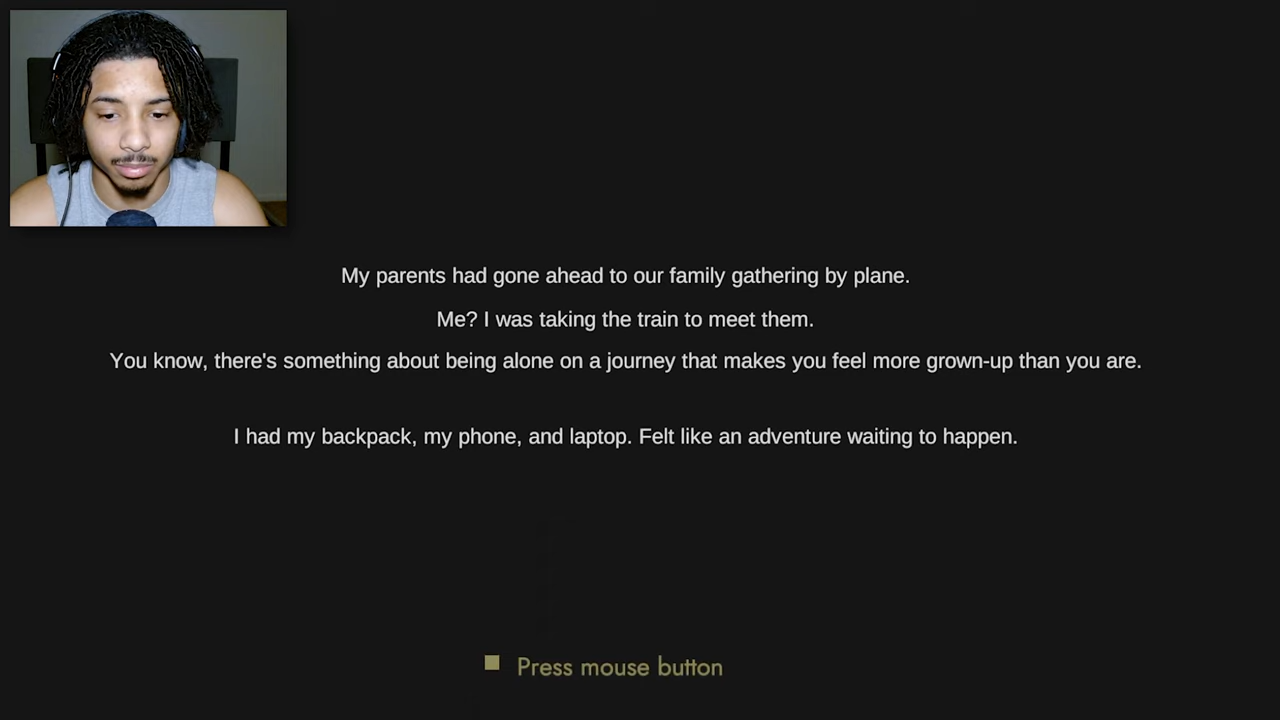 My parents had gone ahead to our family gathering by plane.
Me? I was taking the train to meet them.
You know, there's something about being alone on a journey that makes you feel more grown-up than you are.
I had my backpack, my phone, and laptop. Felt like an adventure waiting to happen.
Press mouse button